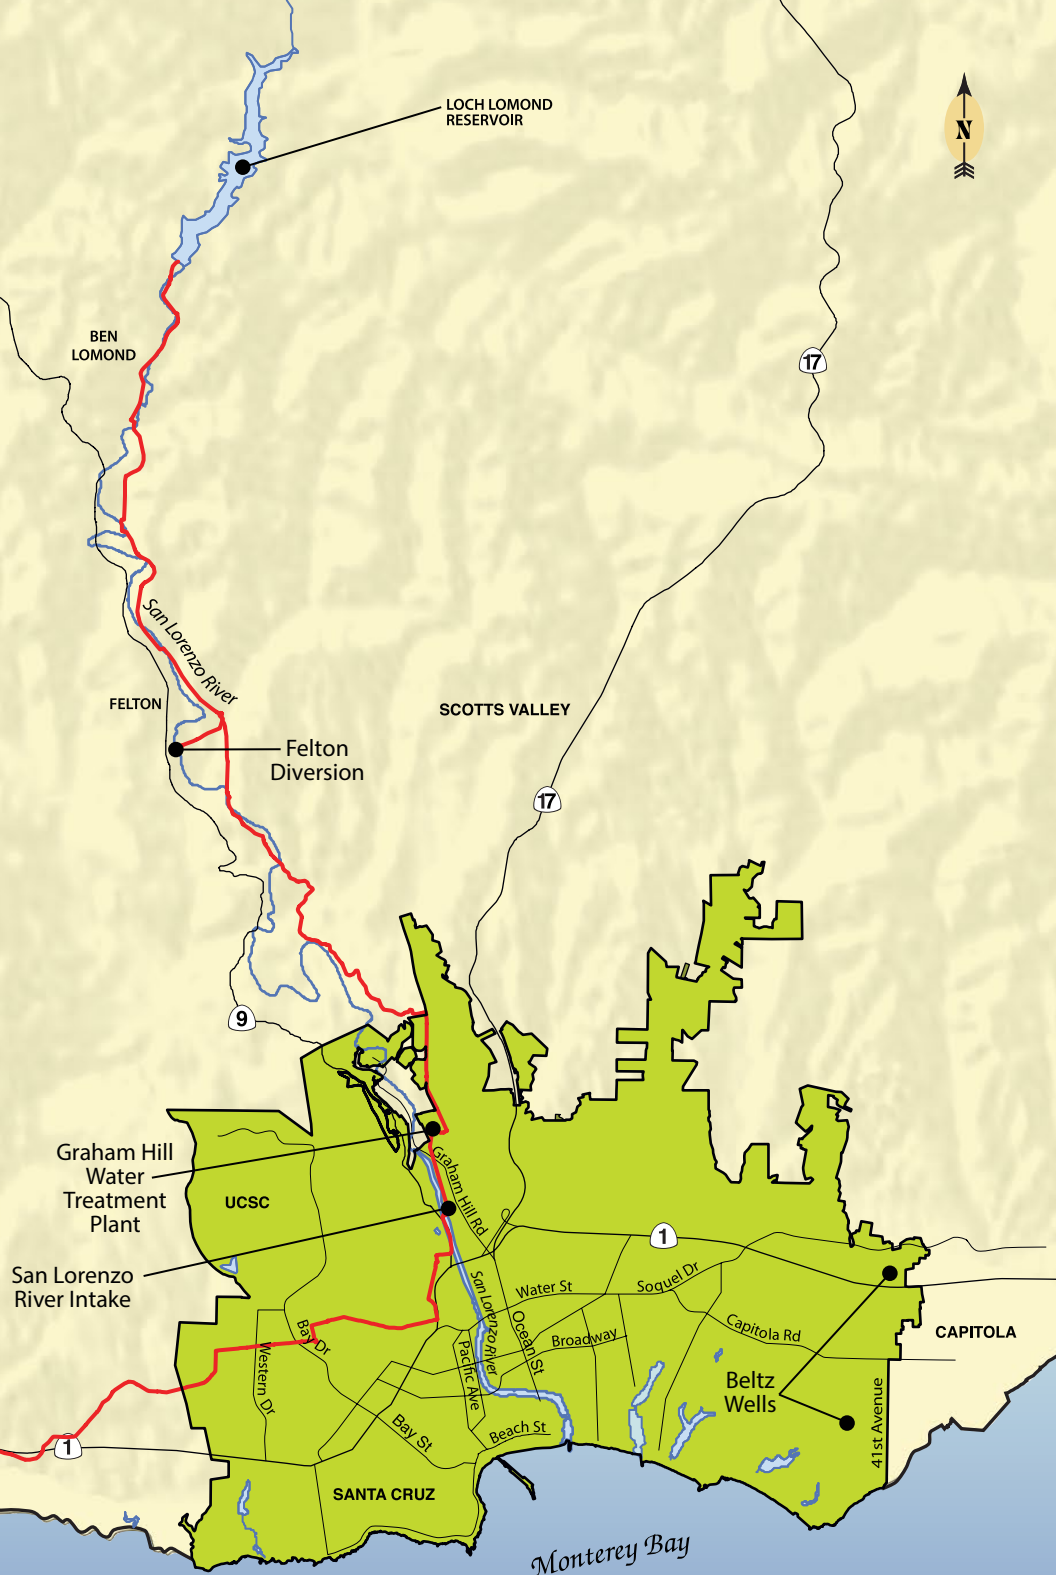 LOCH LOMOND
RESERVOIR
N
BEN
LOMOND
17
San Lorenzo River
FELTON
SCOTTS VALLEY
Felton
Diversion
17
9
Graham Hill
Water
Treatment
Plant
Graham Hill Rd
UCSC
1
San Lorenzo
River Intake
San Lorenzo River
Water St
Soquel Dr
Ocean St
Broadway
Capitola Rd
CAPITOLA
Bay Dr
Western Dr
Pacific Ave
Beltz
Wells
41st Avenue
Bay St
Beach St
1
SANTA CRUZ
Monterey Bay